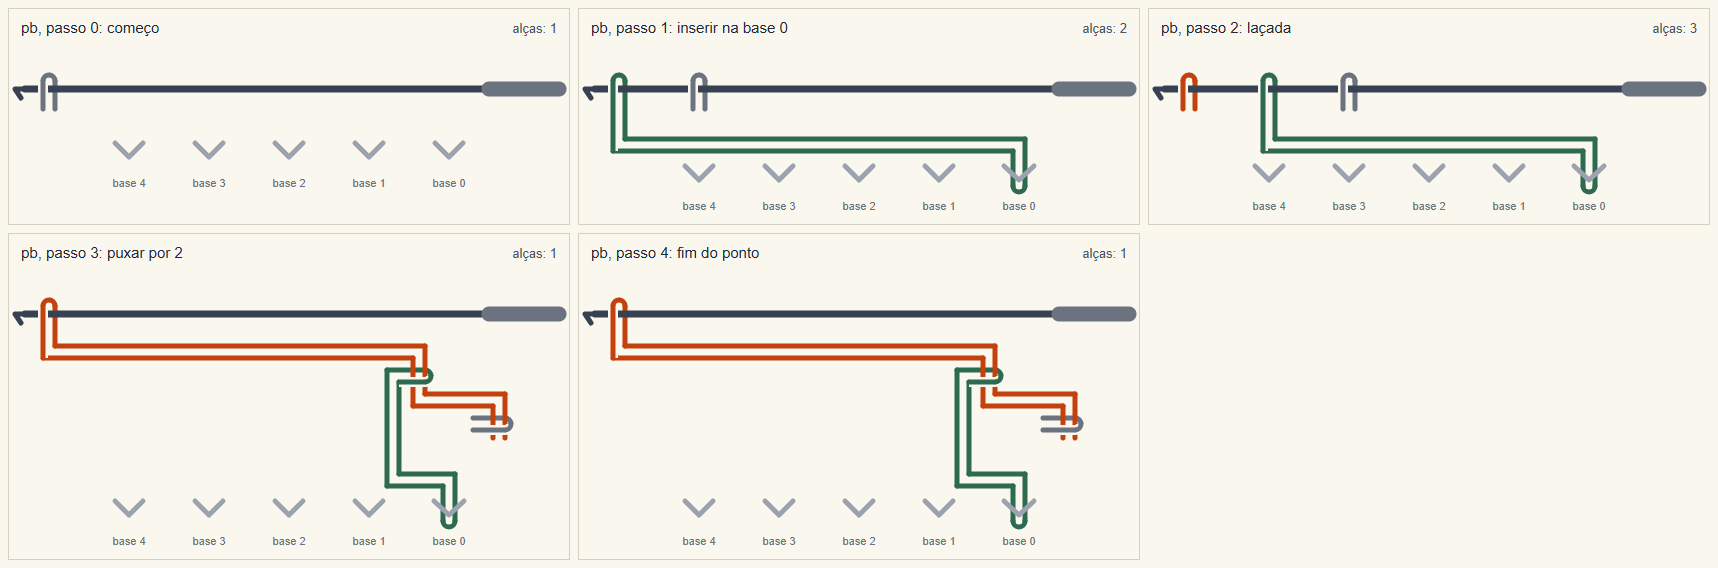 pb, passo 0: começo alças: 1
base 4 base 3 base 2 base 1 base 0
pb, passo 1: inserir na base 0 alças: 2
base 4 base 3 base 2 base 1 base 0
pb, passo 2: laçada alças: 3
base 4 base 3 base 2 base 1 base 0
pb, passo 3: puxar por 2 alças: 1
base 4 base 3 base 2 base 1 base 0
pb, passo 4: fim do ponto alças: 1
base 4 base 3 base 2 base 1 base 0